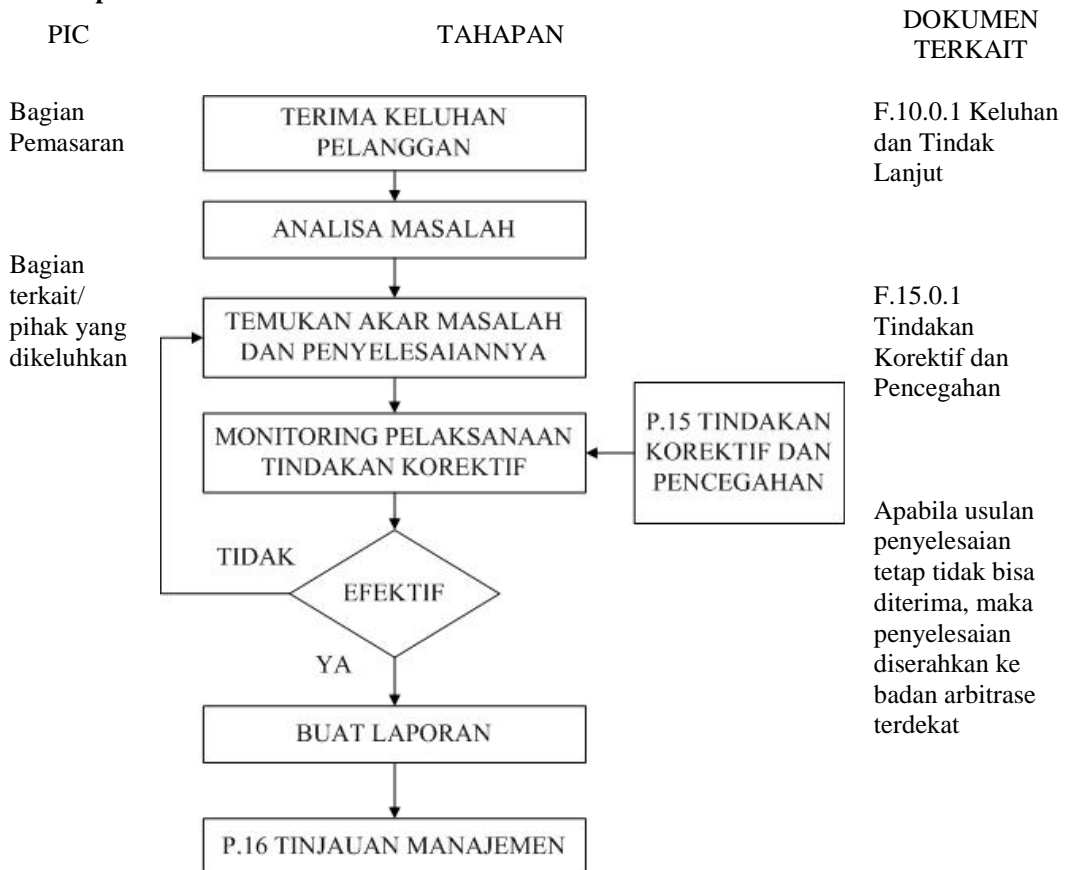 PIC
TAHAPAN
DOKUMEN
TERKAIT
Bagian
Pemasaran
TERIMA KELUHAN
PELANGGAN
F.10.0.1 Keluhan
dan Tindak
Lanjut
ANALISA MASALAH
Bagian
terkait/
pihak yang
dikeluhkan
TEMUKAN AKAR MASALAH
DAN PENYELESAIANNYA
F.15.0.1
Tindakan
Korektif dan
Pencegahan
MONITORING PELAKSANAAN
TINDAKAN KOREKTIF
P.15 TINDAKAN
KOREKTIF DAN
PENCEGAHAN
TIDAK
EFEKTIF
YA
Apabila usulan
penyelesaian
tetap tidak bisa
diterima, maka
penyelesaian
diserahkan ke
badan arbitrase
terdekat
BUAT LAPORAN
P.16 TINJAUAN MANAJEMEN